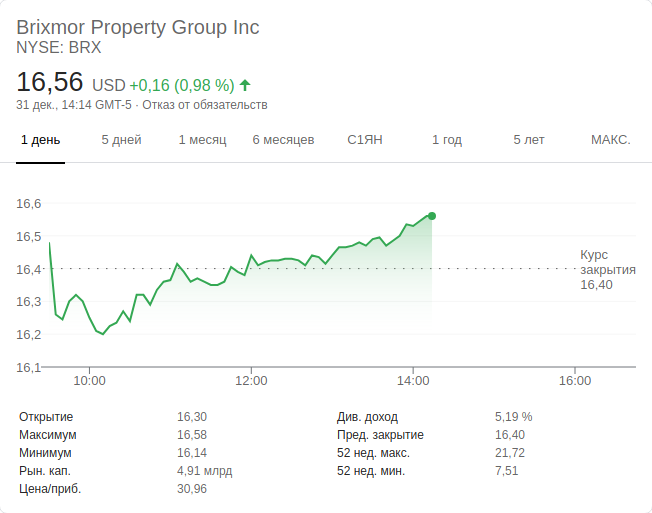 Brixmor Property Group Inc
NYSE: BRX
16,56 USD +0,16 (0,98 %)
31 дек., 14:14 GMT-5 · Отказ от обязательств
1 день 5 дней 1 месяц 6 месяцев С1ЯН 1 год 5 лет МАКС.
16,6
16,5
16,4
16,3
16,2
16,1
Курс
закрытия
16,40
10:00 12:00 14:00 16:00
Открытие 16,30 Див. доход 5,19 %
Максимум 16,58 Пред. закрытие 16,40
Минимум 16,14 52 нед. макс. 21,72
Рын. кап. 4,91 млрд 52 нед. мин. 7,51
Цена/приб. 30,96